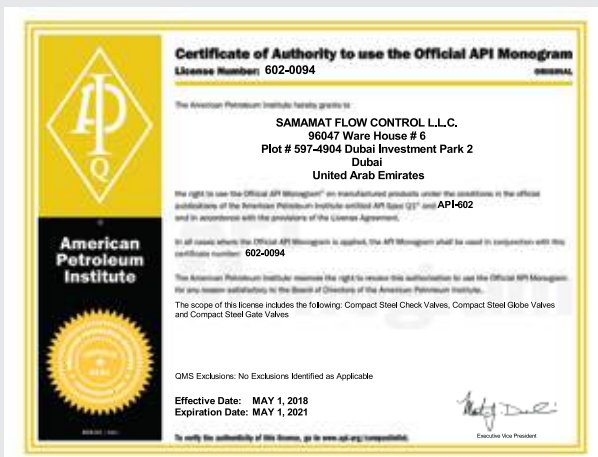 Certificate of Authority to use the Official API Monogram
License Number: 602-0094
ORIGINAL
The American Petroleum Institute hereby grants to
SAMAMAT FLOW CONTROL L.L.C.
96047 Ware House # 6
Plot # 597-4904 Dubai Investment Park 2
Dubai
United Arab Emirates
the right to use the Official API Monogram® on manufactured products under the conditions in the official
publications of the American Petroleum Institute entitled API Spec Q1® and API-602
and in accordance with the provisions of the License Agreement.
In all cases where the Official API Monogram is applied, the API Monogram shall be used in conjunction with this
certificate number: 602-0094
The American Petroleum Institute reserves the right to revoke this authorization to use the Official API Monogram
for any reason satisfactory to the Board of Directors of the American Petroleum Institute.
The scope of this license includes the following: Compact Steel Check Valves, Compact Steel Globe Valves
and Compact Steel Gate Valves
QMS Exclusions: No Exclusions Identified as Applicable
Effective Date: MAY 1, 2018
Expiration Date: MAY 1, 2021
To verify the authenticity of this license, go to www.api.org/compositelist.
Executive Vice President
API
Q
American
Petroleum
Institute